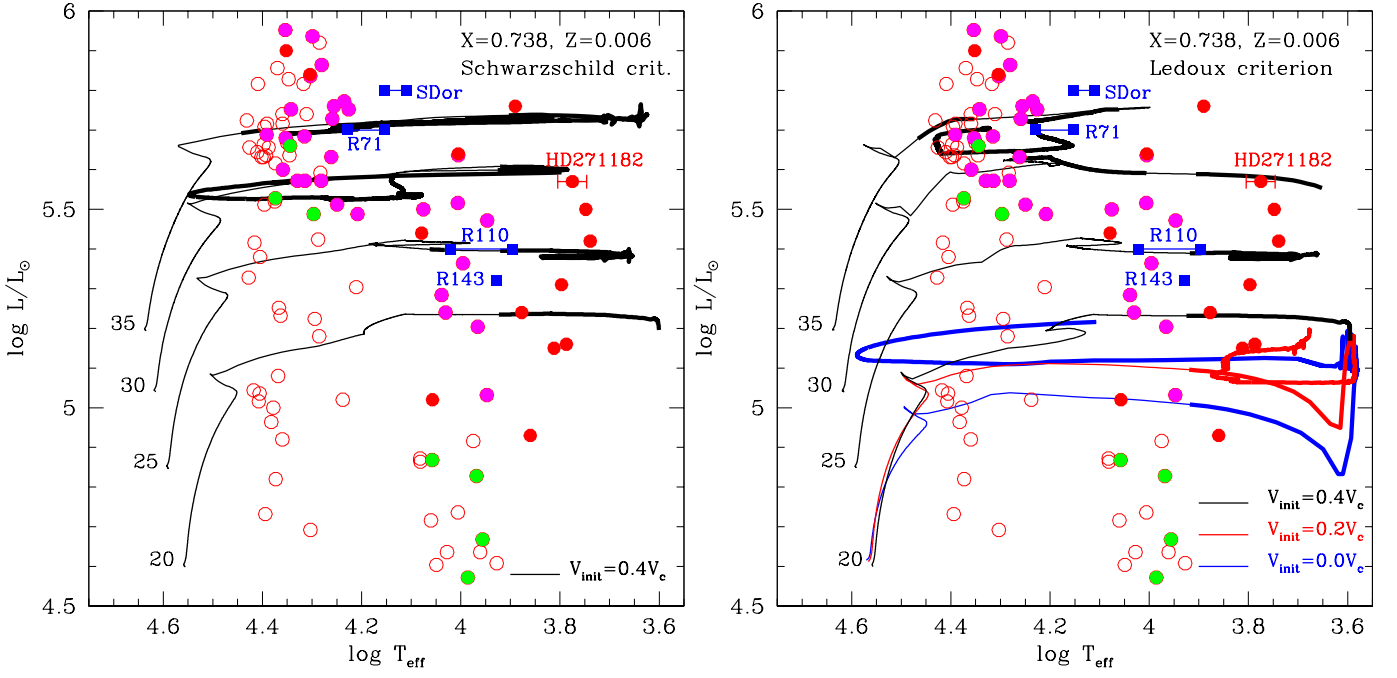 X=0.738, Z=0.006
Schwarzschild crit.
SDor
R71
HD271182
R110
R143
35
30
25
20
V_init=0.4V_c
6
5.5
5
4.5
log L/L☉
4.6
4.4
4.2
4
3.8
3.6
log T_eff
X=0.738, Z=0.006
Ledoux criterion
SDor
R71
HD271182
R110
R143
35
30
25
20
V_init=0.4V_c
V_init=0.2V_c
V_init=0.0V_c
6
5.5
5
4.5
log L/L☉
4.6
4.4
4.2
4
3.8
3.6
log T_eff